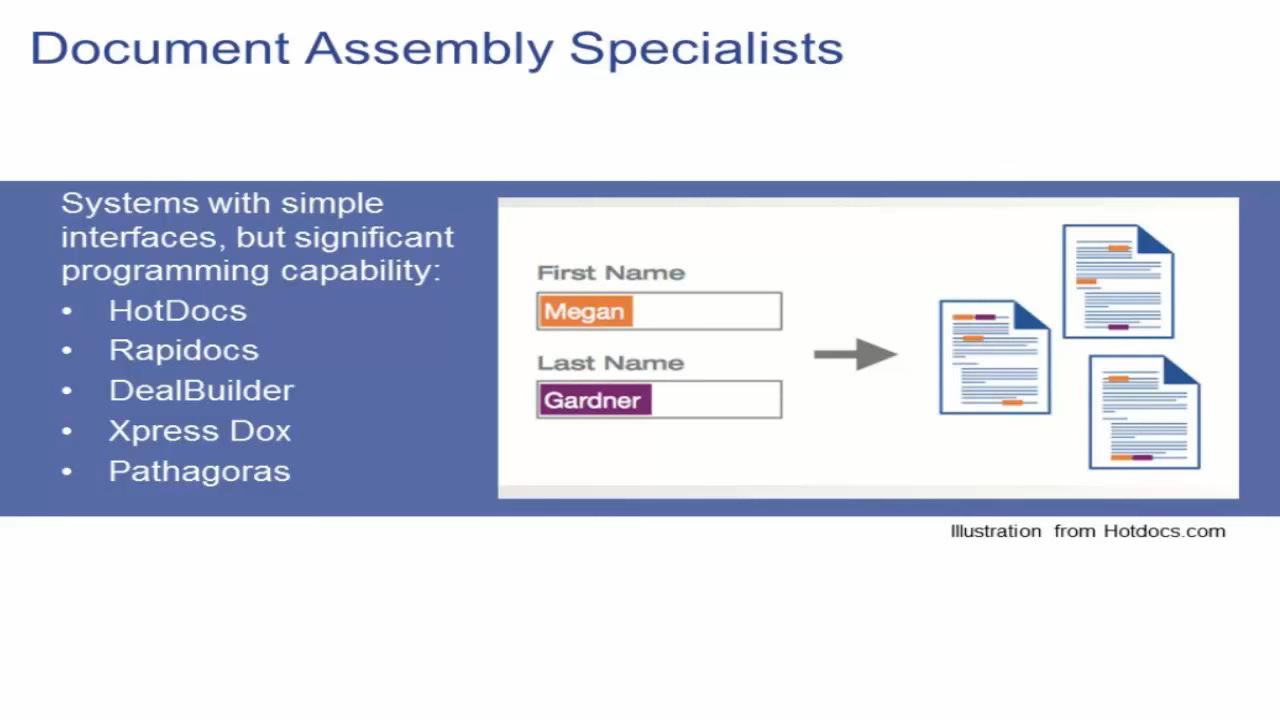 Document Assembly Specialists
Systems with simple
interfaces, but significant
programming capability:
• HotDocs
• Rapidocs
• DealBuilder
• Xpress Dox
• Pathagoras
First Name
Megan
Last Name
Gardner
Illustration from Hotdocs.com